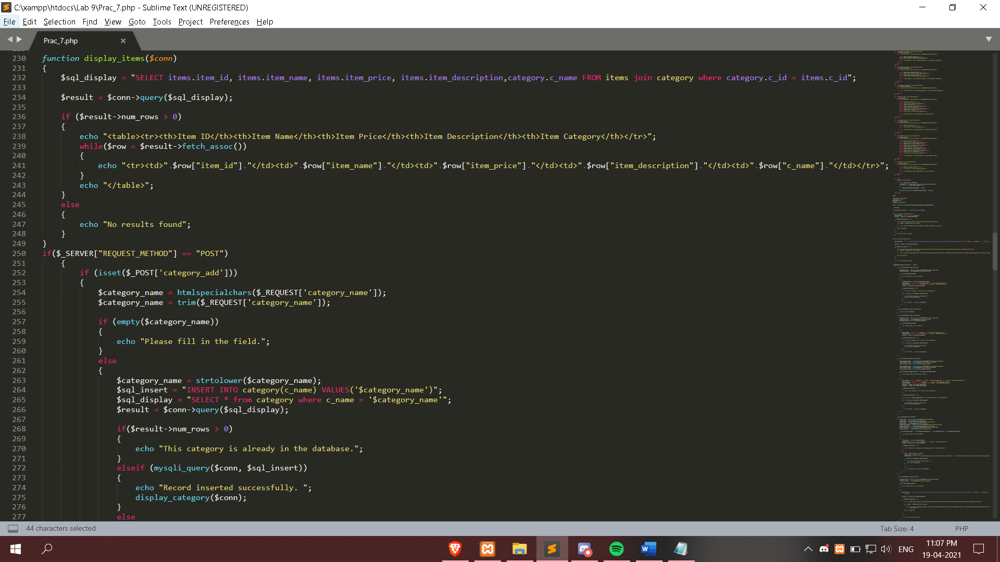 C:\xampp\htdocs\Lab 9\Prac_7.php - Sublime Text (UNREGISTERED)
File Edit Selection Find View Goto Tools Project Preferences Help
Prac_7.php
230 function display_items($conn)
231 {
232 $sql_display = "SELECT items.item_id, items.item_name, items.item_price, items.item_description,category.c_name FROM items join category where category.c_id = items.c_id";
233
234 $result = $conn->query($sql_display);
235
236 if ($result->num_rows > 0)
237 {
238 echo "<table><tr><th>Item ID</th><th>Item Name</th><th>Item Price</th><th>Item Description</th><th>Item Category</th></tr>";
239 while($row = $result->fetch_assoc())
240 {
241 echo "<tr><td>".$row["item_id"]."</td><td>".$row["item_name"]."</td><td>".$row["item_price"]."</td><td>".$row["item_description"]."</td><td>".$row["c_name"]."</td></tr>";
242 }
243 echo "</table>";
244 }
245 else
246 {
247 echo "No results found";
248 }
249 }
250 if($_SERVER["REQUEST_METHOD"] == "POST")
251 {
252 if (isset($_POST['category_add']))
253 {
254 $category_name = htmlspecialchars($_REQUEST['category_name']);
255 $category_name = trim($_REQUEST['category_name']);
256
257 if (empty($category_name))
258 {
259 echo "Please fill in the field.";
260 }
261 else
262 {
263 $category_name = strtolower($category_name);
264 $sql_insert = "INSERT INTO category(c_name) VALUES('$category_name')";
265 $sql_display = "SELECT * from category where c_name = '$category_name'";
266 $result = $conn->query($sql_display);
267
268 if($result->num_rows > 0)
269 {
270 echo "This category is already in the database.";
271 }
272 elseif (mysqli_query($conn, $sql_insert))
273 {
274 echo "Record inserted successfully. ";
275 display_category($conn);
276 }
277 else
44 characters selected
Tab Size: 4
PHP
ENG
11:07 PM
19-04-2021